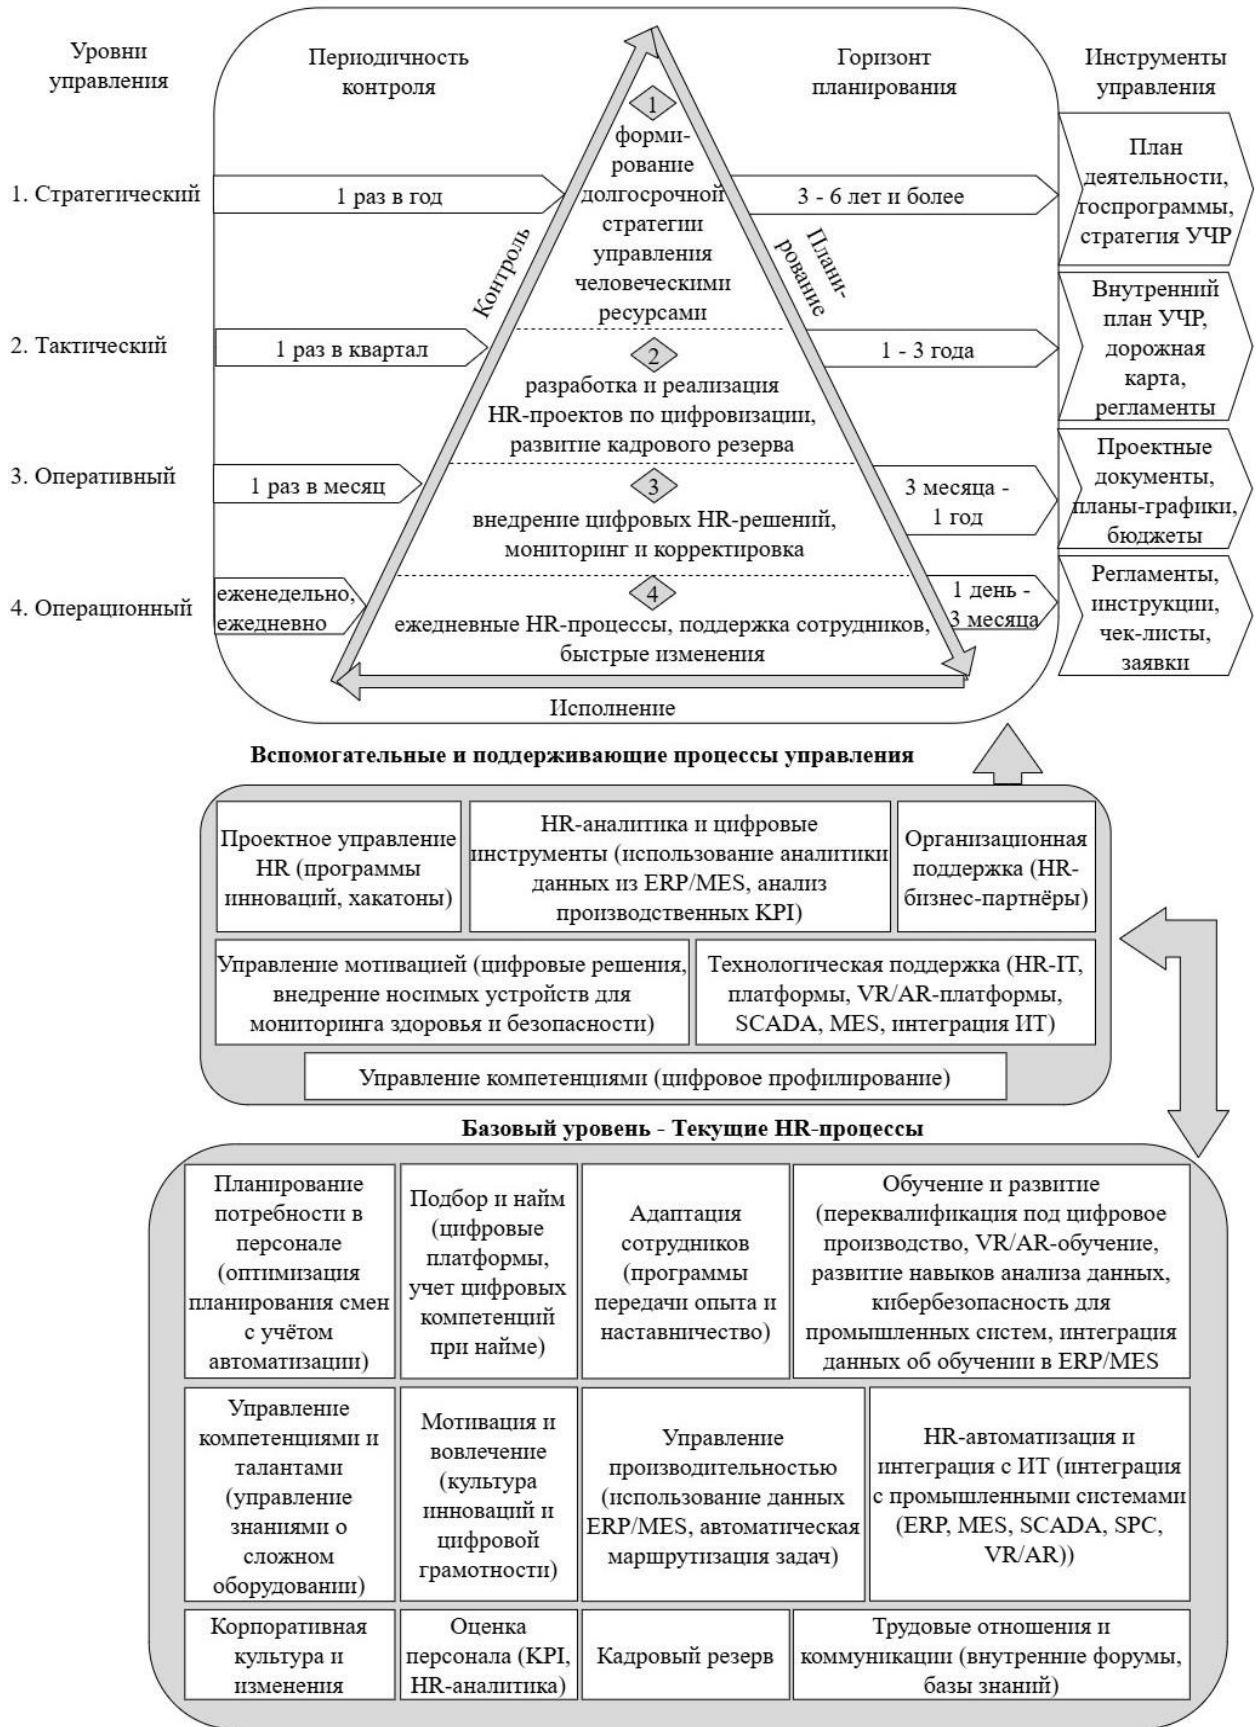 Уровни
управления
Периодичность
контроля
Горизонт
планирования
Инструменты
управления
1
форми-
рование
долгосрочной
стратегии
управления
человеческими
ресурсами
1. Стратегический
1 раз в год
3 - 6 лет и более
План
деятельности,
госпрограммы,
стратегия УЧР
Контроль
Плани-
рование
2. Тактический
1 раз в квартал
2
разработка и реализация
HR-проектов по цифровизации,
развитие кадрового резерва
1 - 3 года
Внутренний
план УЧР,
дорожная
карта,
регламенты
3. Оперативный
1 раз в месяц
3
внедрение цифровых HR-решений,
мониторинг и корректировка
3 месяца -
1 год
Проектные
документы,
планы-графики,
бюджеты
4. Операционный
еженедельно,
ежедневно
4
ежедневные HR-процессы, поддержка сотрудников,
быстрые изменения
1 день -
3 месяца
Регламенты,
инструкции,
чек-листы,
заявки
Исполнение
Вспомогательные и поддерживающие процессы управления
Проектное управление
HR (программы
инноваций, хакатоны)
HR-аналитика и цифровые
инструменты (использование аналитики
данных из ERP/MES, анализ
производственных KPI)
Организационная
поддержка (HR-
бизнес-партнёры)
Управление мотивацией (цифровые решения,
внедрение носимых устройств для
мониторинга здоровья и безопасности)
Технологическая поддержка (HR-IT,
платформы, VR/AR-платформы,
SCADA, MES, интеграция ИТ)
Управление компетенциями (цифровое профилирование)
Базовый уровень - Текущие HR-процессы
Планирование
потребности в
персонале
(оптимизация
планирования смен
с учётом
автоматизации)
Подбор и найм
(цифровые
платформы,
учет цифровых
компетенций
при найме)
Адаптация
сотрудников
(программы
передачи опыта и
наставничество)
Обучение и развитие
(переквалификация под цифровое
производство, VR/AR-обучение,
развитие навыков анализа данных,
кибербезопасность для
промышленных систем, интеграция
данных об обучении в ERP/MES
Управление
компетенциями и
талантами
(управление
знаниями о
сложном
оборудовании)
Мотивация и
вовлечение
(культура
инноваций и
цифровой
грамотности)
Управление
производительностью
(использование данных
ERP/MES, автоматическая
маршрутизация задач)
HR-автоматизация и
интеграция с ИТ (интеграция
с промышленными системами
(ERP, MES, SCADA, SPC,
VR/AR))
Корпоративная
культура и
изменения
Оценка
персонала (KPI,
HR-аналитика)
Кадровый резерв
Трудовые отношения и
коммуникации (внутренние форумы,
базы знаний)